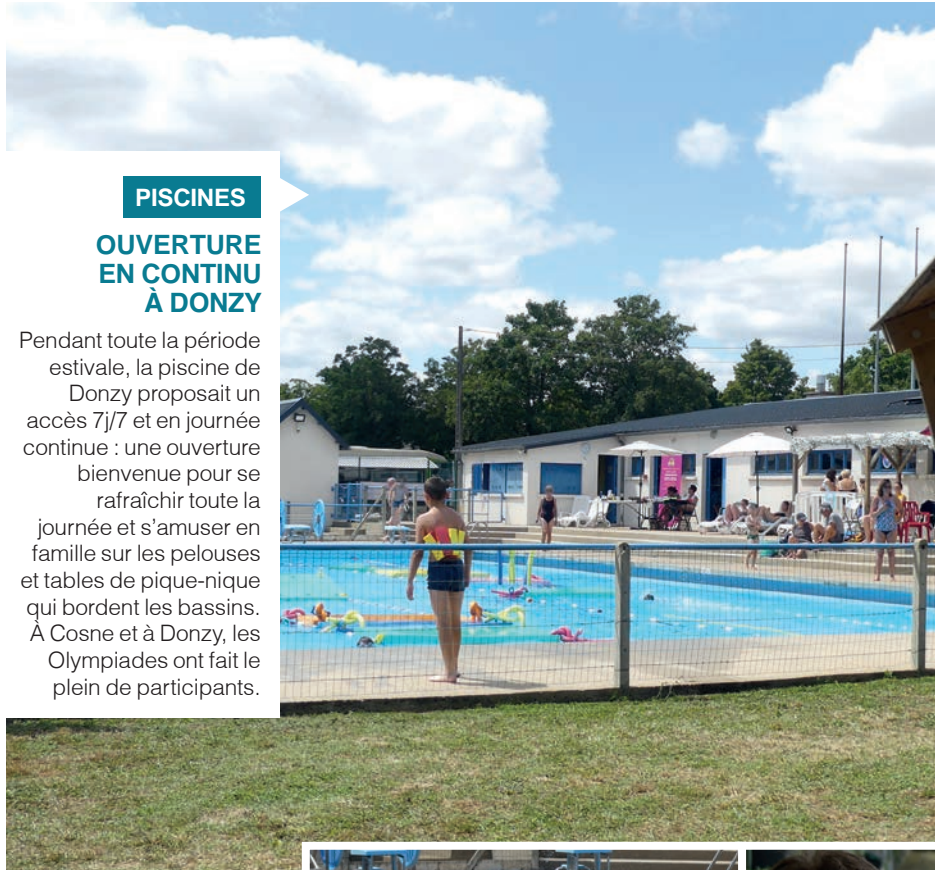 PISCINES
OUVERTURE
EN CONTINU
À DONZY
Pendant toute la période
estivale, la piscine de
Donzy proposait un
accès 7j/7 et en journée
continue : une ouverture
bienvenue pour se
rafraîchir toute la
journée et s’amuser en
famille sur les pelouses
et tables de pique-nique
qui bordent les bassins.
À Cosne et à Donzy, les
Olympiades ont fait le
plein de participants.